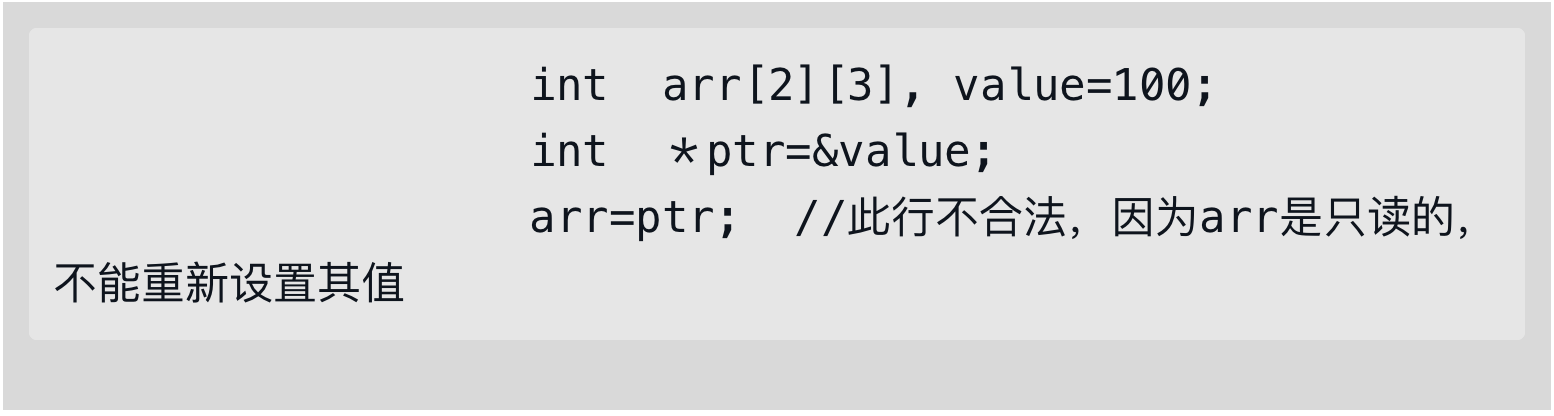 int  arr[2][3], value=100;
int  *ptr=&value;
arr=ptr;  //此行不合法，因为arr是只读的，
不能重新设置其值